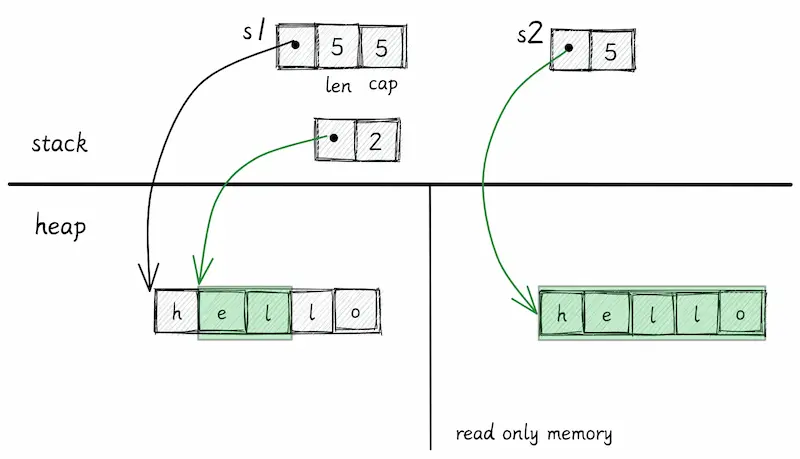 s1 5 5 s2 5
len cap
2
stack
heap
h e l l o h e l l o
read only memory